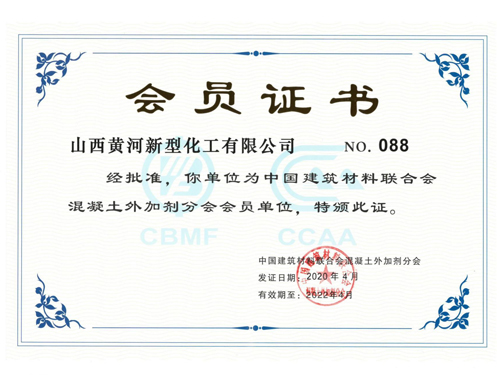 会员证书
山西黄河新型化工有限公司 NO. 088
经批准，你单位为中国建筑材料联合会
混凝土外加剂分会会员单位，特颁此证。
CBMF CCAA
中国建筑材料联合会混凝土外加剂分会
发证日期：2020年4月
有效期至：2022年4月